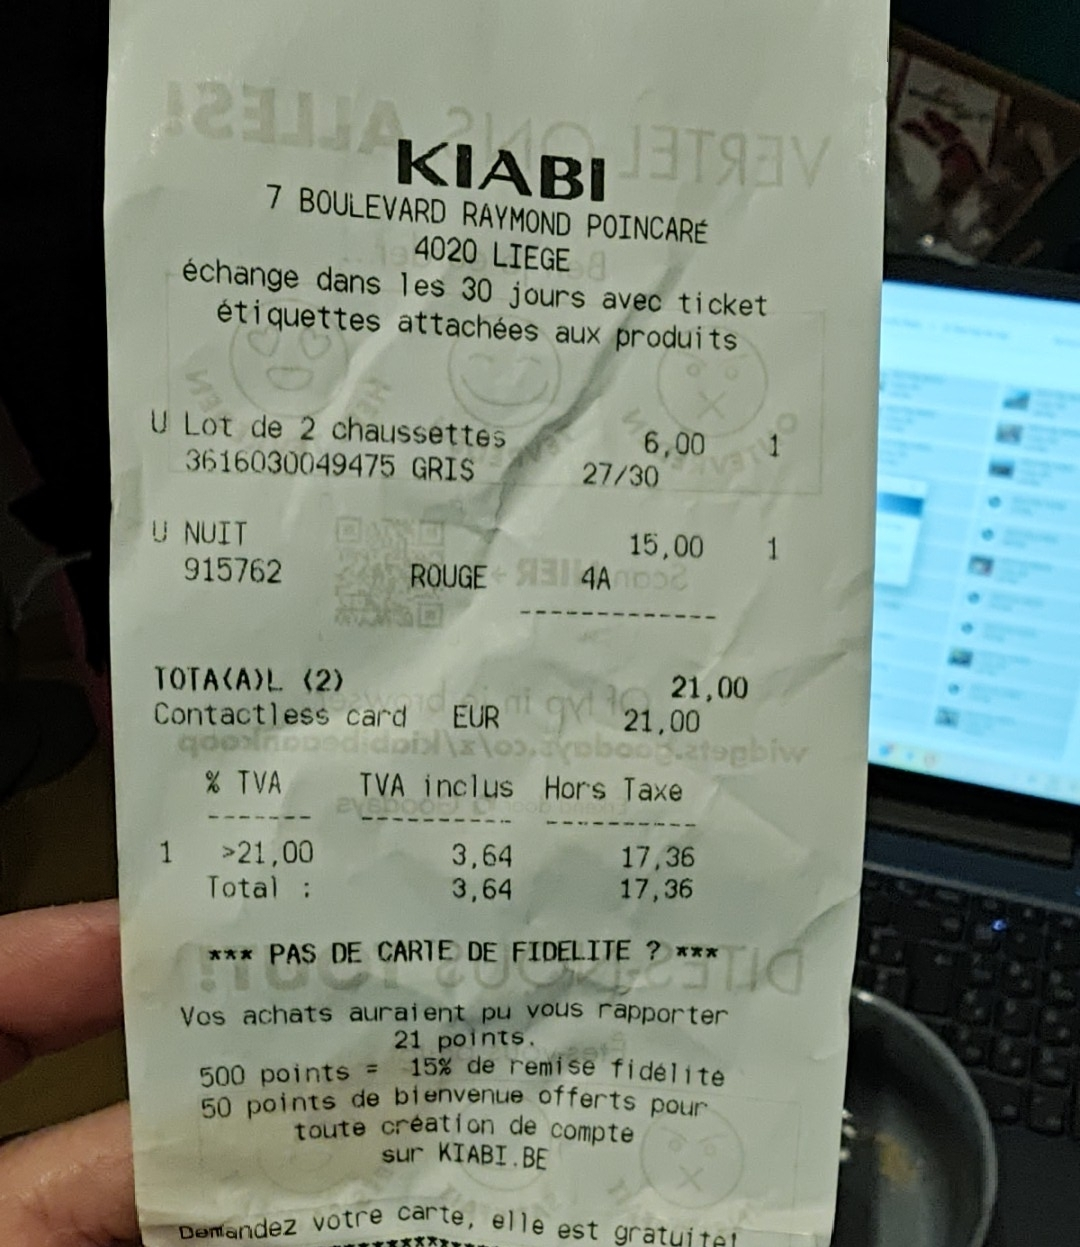 KIABI
7 BOULEVARD RAYMOND POINCARÉ
4020 LIEGE
échange dans les 30 jours avec ticket
étiquettes attachées aux produits
U Lot de 2 chaussettes 6,00 1
3616030049475 GRIS 27/30
U NUIT 15,00 1
915762 ROUGE 4A
------------
TOTA(A)L (2) 21,00
Contactless card EUR 21,00
% TVA TVA inclus Hors Taxe
------- ---------- ----------
1 >21,00 3,64 17,36
Total : 3,64 17,36
*** PAS DE CARTE DE FIDELITE ? ***
Vos achats auraient pu vous rapporter
21 points.
500 points = 15% de remise fidélité
50 points de bienvenue offerts pour
toute création de compte
sur KIABI.BE
Demandez votre carte, elle est gratuite!